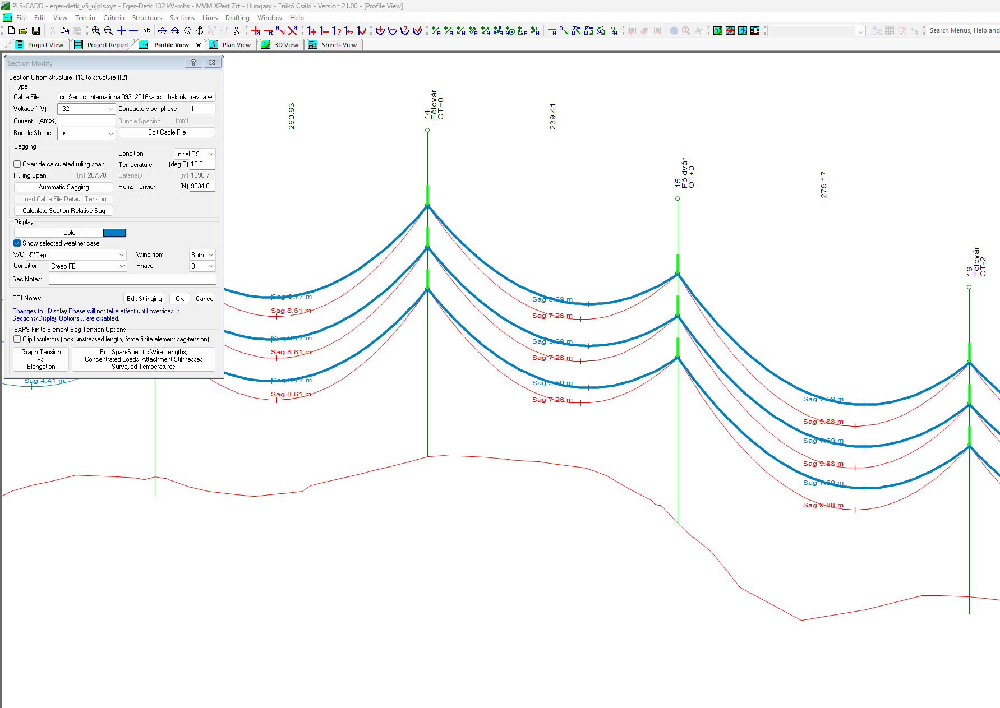 PLS-CADD - eger-detk_v5_ujpls.xyz - Eger-Detk 132 kV-mhs - MVM XPert Zrt - Hungary - Enikő Csáki - Version 21.00 - [Profile View]
File Edit View Terrain Criteria Structures Sections Lines Drafting Window Help
Init
Search Menus, Help and
Project View Project Report Profile View Plan View 3D View Sheets View
Section Modify
Section 6 from structure #13 to structure #21
Type
Cable File accc\accc_international09212016\accc_helsinki_rev_a.wir
Voltage (kV) 132 Conductors per phase 1
Current (Amps) Bundle Spacing (mm)
Bundle Shape Edit Cable File
Sagging
Condition Initial RS
Override calculated ruling span Temperature (deg C) 10.0
Ruling Span (m) 267.78 Catenary (m) 1998.7
Automatic Sagging Horiz. Tension (N) 9234.0
Load Cable File Default Tension
Calculate Section Relative Sag
Display
Color
Show selected weather case
WC -5°C+pt Wind from Both
Condition Creep FE Phase 3
Sec Notes:
CRI Notes: Edit Stringing OK Cancel
Changes to , Display Phase will not take effect until overrides in
Sections/Display Options... are disabled.
SAPS Finite Element Sag-Tension Options
Clip Insulators (lock unstressed length, force finite element sag-tension)
Graph Tension
vs.
Elongation
Edit Span-Specific Wire Lengths,
Concentrated Loads, Attachment Stiffnesses,
Surveyed Temperatures
Sag 4.41 m
260.63
14
Földvár
OT+0
239.41
15
Földvár
OT+0
279.17
16
Földvár
OT-2
Sag 6.77 m
Sag 8.61 m
Sag 6.77 m
Sag 8.61 m
Sag 6.77 m
Sag 8.61 m
Sag 5.69 m
Sag 7.26 m
Sag 5.69 m
Sag 7.26 m
Sag 5.69 m
Sag 7.26 m
Sag 7.69 m
Sag 9.88 m
Sag 7.69 m
Sag 9.88 m
Sag 7.69 m
Sag 9.88 m